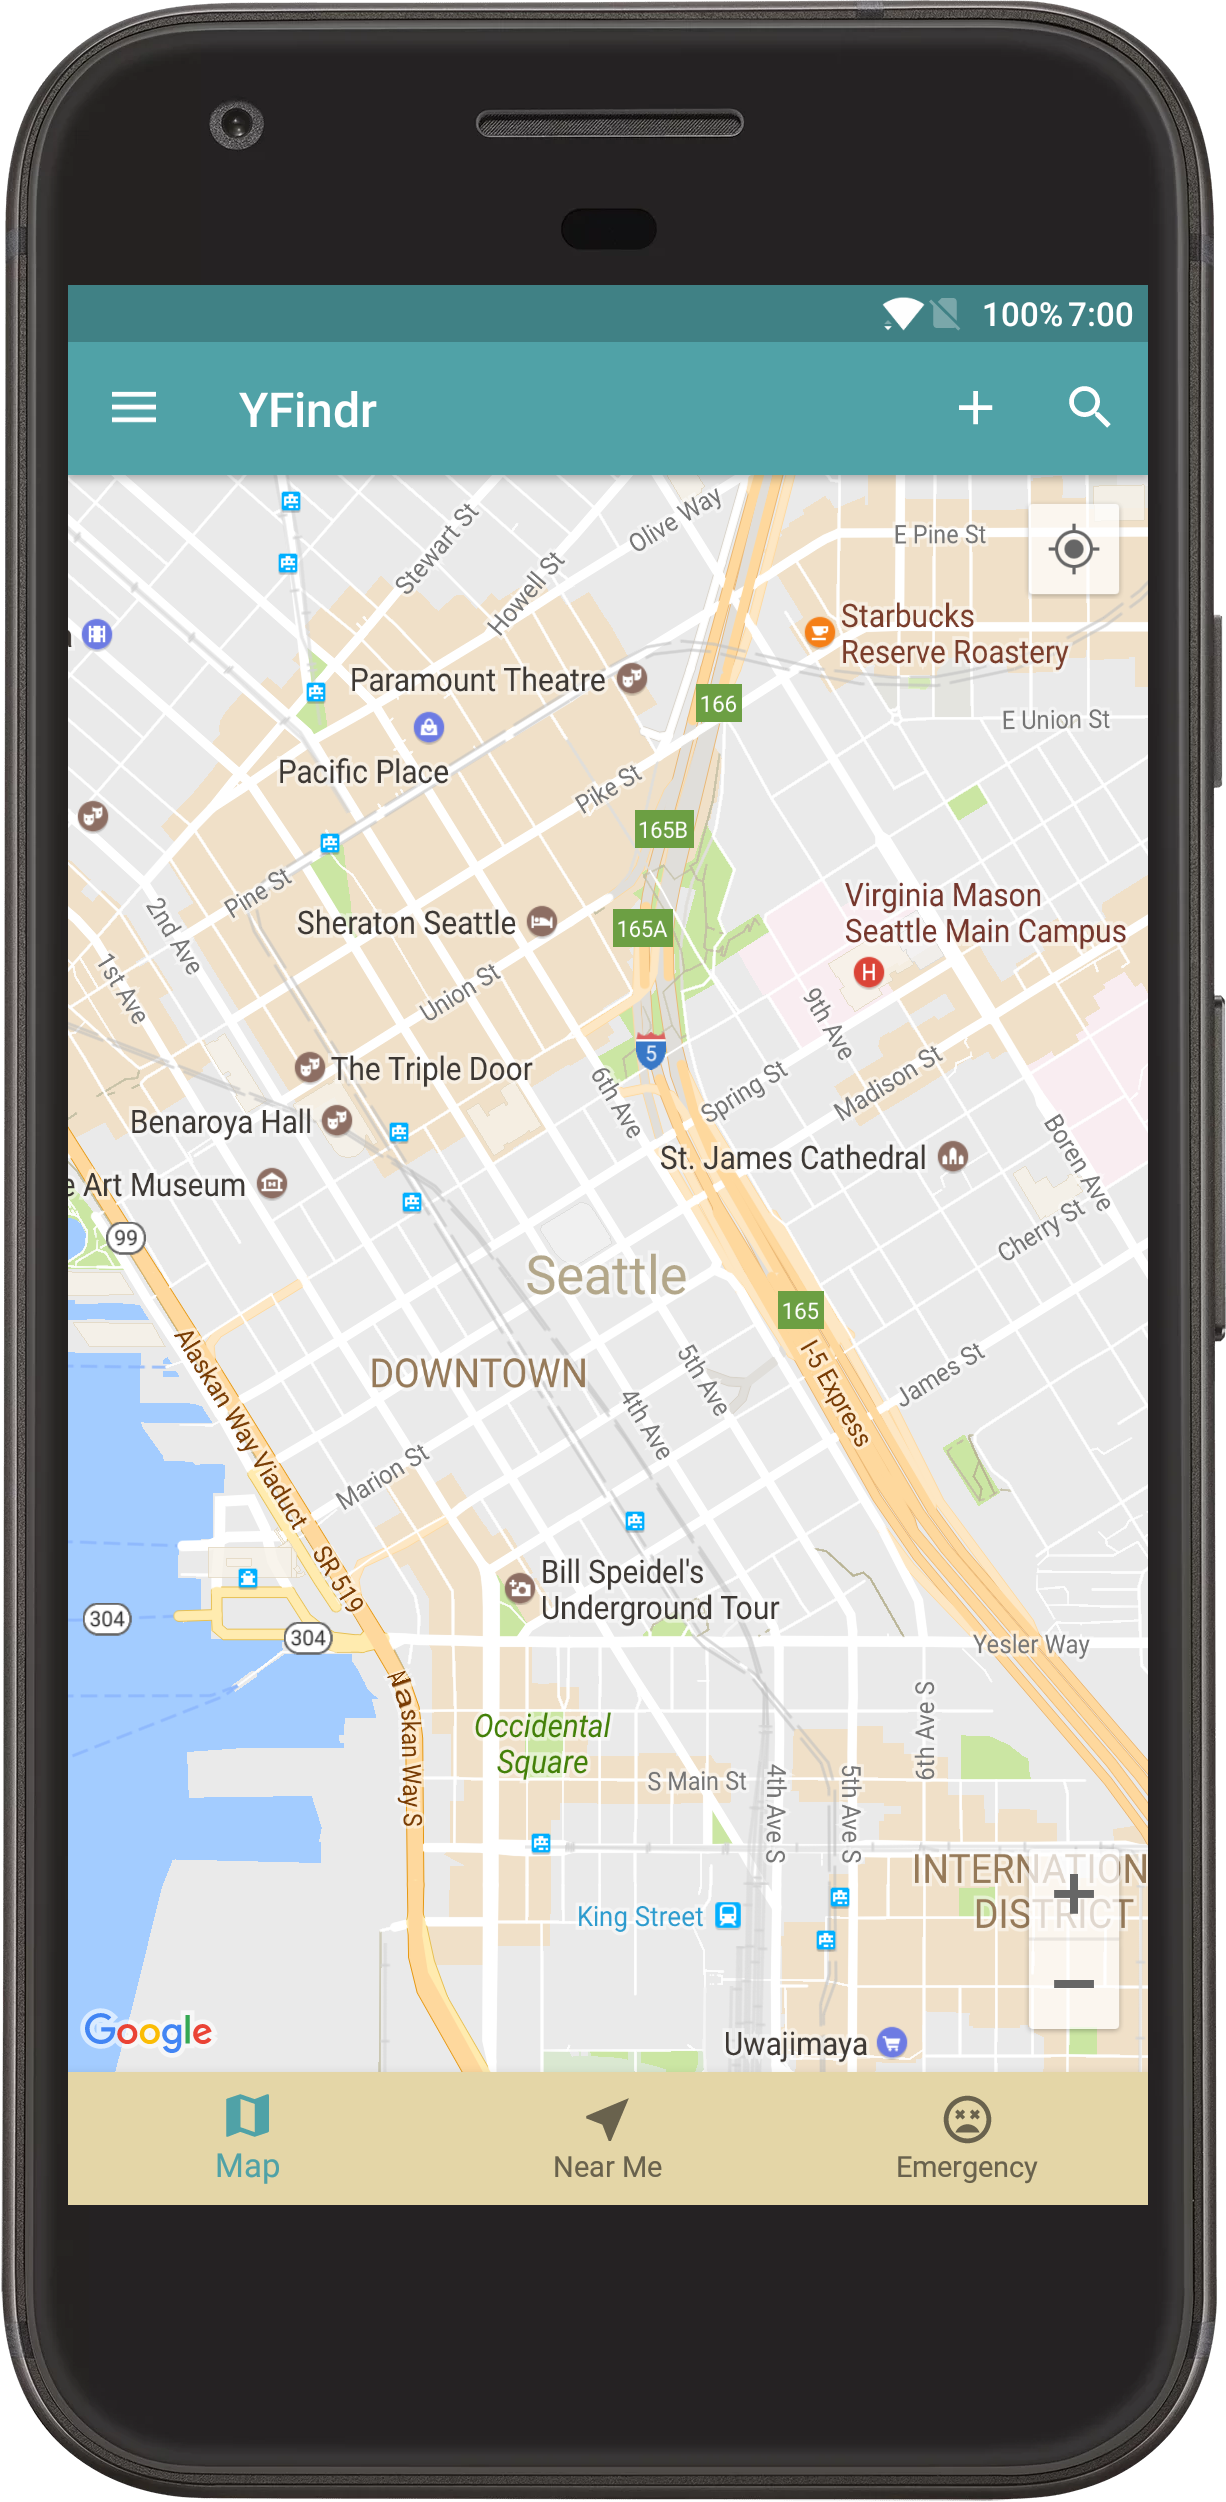 100% 7:00
YFindr
Stewart St
Howell St
Olive Way
E Pine St
Starbucks
Reserve Roastery
Paramount Theatre
166
E Union St
Pacific Place
Pike St
165B
Pine St
2nd Ave
Sheraton Seattle
165A
Virginia Mason
Seattle Main Campus
H
1st Ave
Union St
9th Ave
5
The Triple Door
6th Ave
Spring St
Madison St
Benaroya Hall
St. James Cathedral
Boren Ave
e Art Museum
99
Cherry St
Seattle
165
Alaskan Way Viaduct
DOWNTOWN
5th Ave
4th Ave
I-5 Express
James St
Marion St
SR 519
Bill Speidel's
Underground Tour
304
304
Yesler Way
Alaskan Way S
Occidental
Square
6th Ave S
S Main St
4th Ave S
5th Ave S
INTERNATION
DISTRICT
King Street
Google
Uwajimaya
Map
Near Me
Emergency